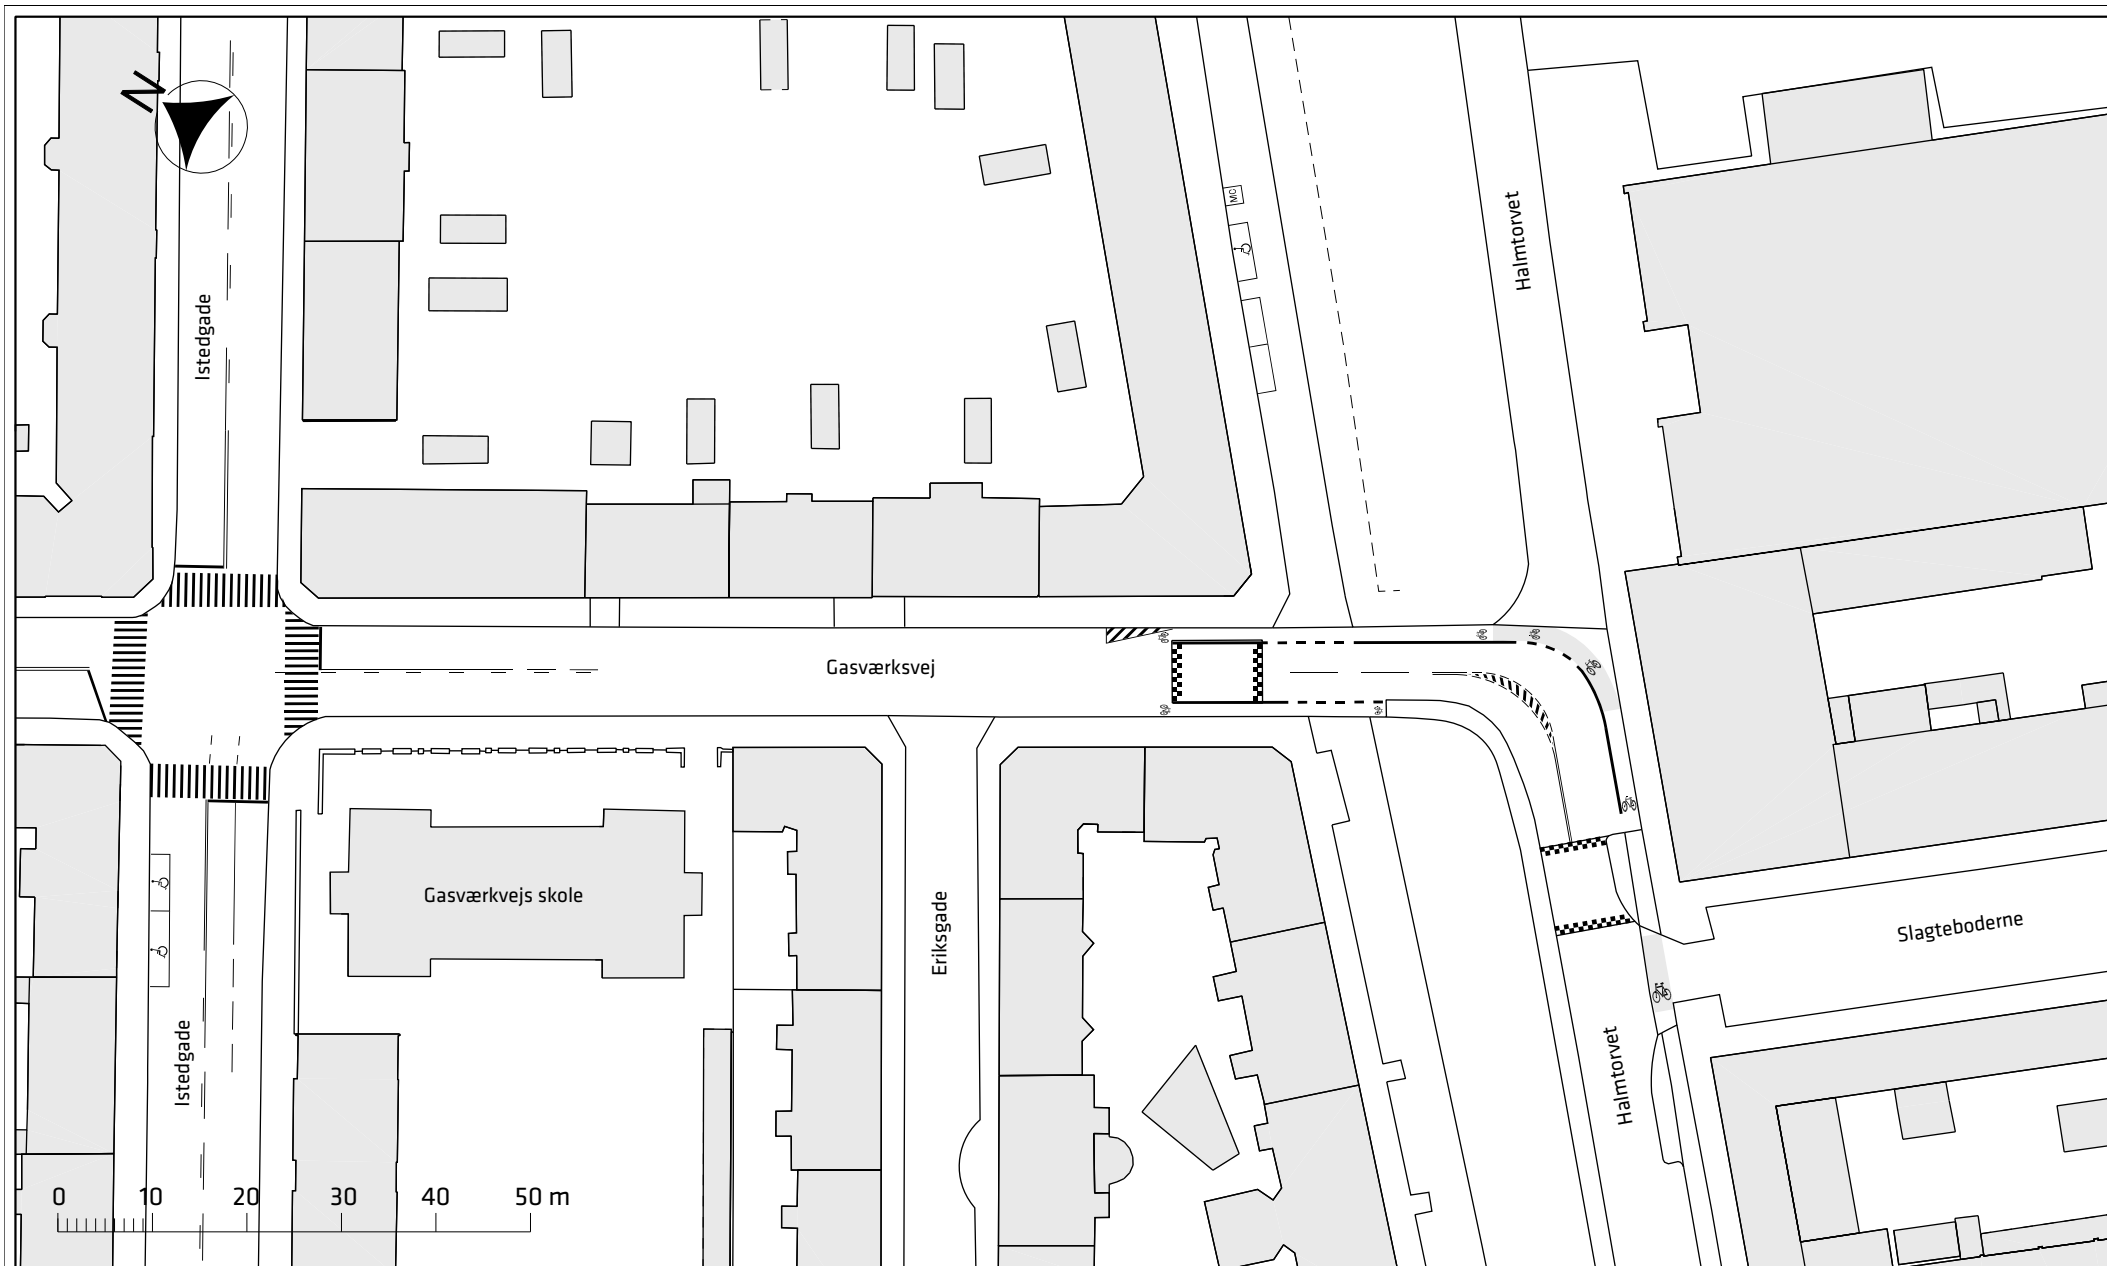 N
MC
Halmtorvet
Istedgade
Gasværksvej
Gasværkvejs skole
Eriksgade
Slagteboderne
Istedgade
Halmtorvet
0 10 20 30 40 50 m